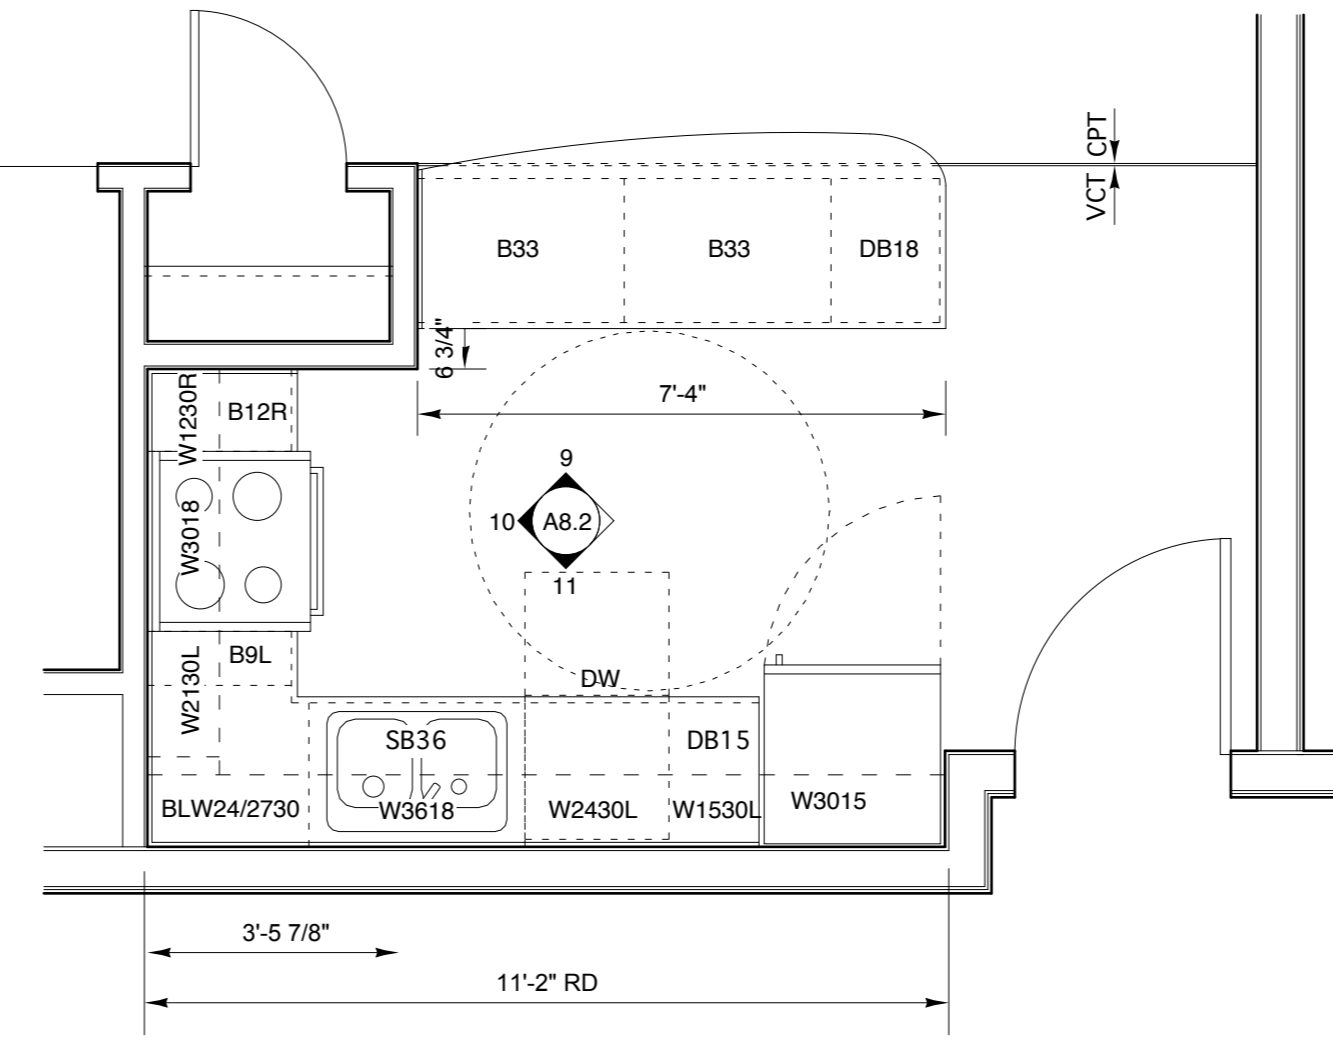 CPT
VCT
B33
B33
DB18
6 3/4"
7'-4"
W1230R
B12R
9
10
A8.2
11
W3018
W2130L
B9L
DW
SB36
DB15
BLW24/2730
W3618
W2430L
W1530L
W3015
3'-5 7/8"
11'-2" RD